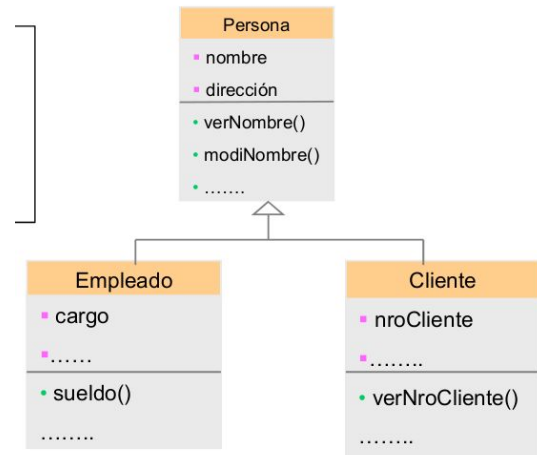 Persona
nombre
dirección
verNombre()
modiNombre()
.......
Empleado
cargo
......
sueldo()
........
Cliente
nroCliente
........
verNroCliente()
........